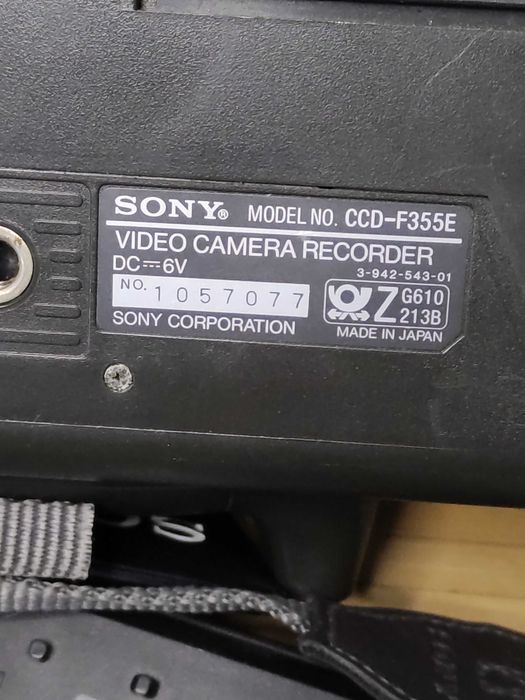 SONY® MODEL NO. CCD-F355E
VIDEO CAMERA RECORDER
DC⎓6V
3-942-543-01
NO. 1057077
Z G610
213B
SONY CORPORATION
MADE IN JAPAN